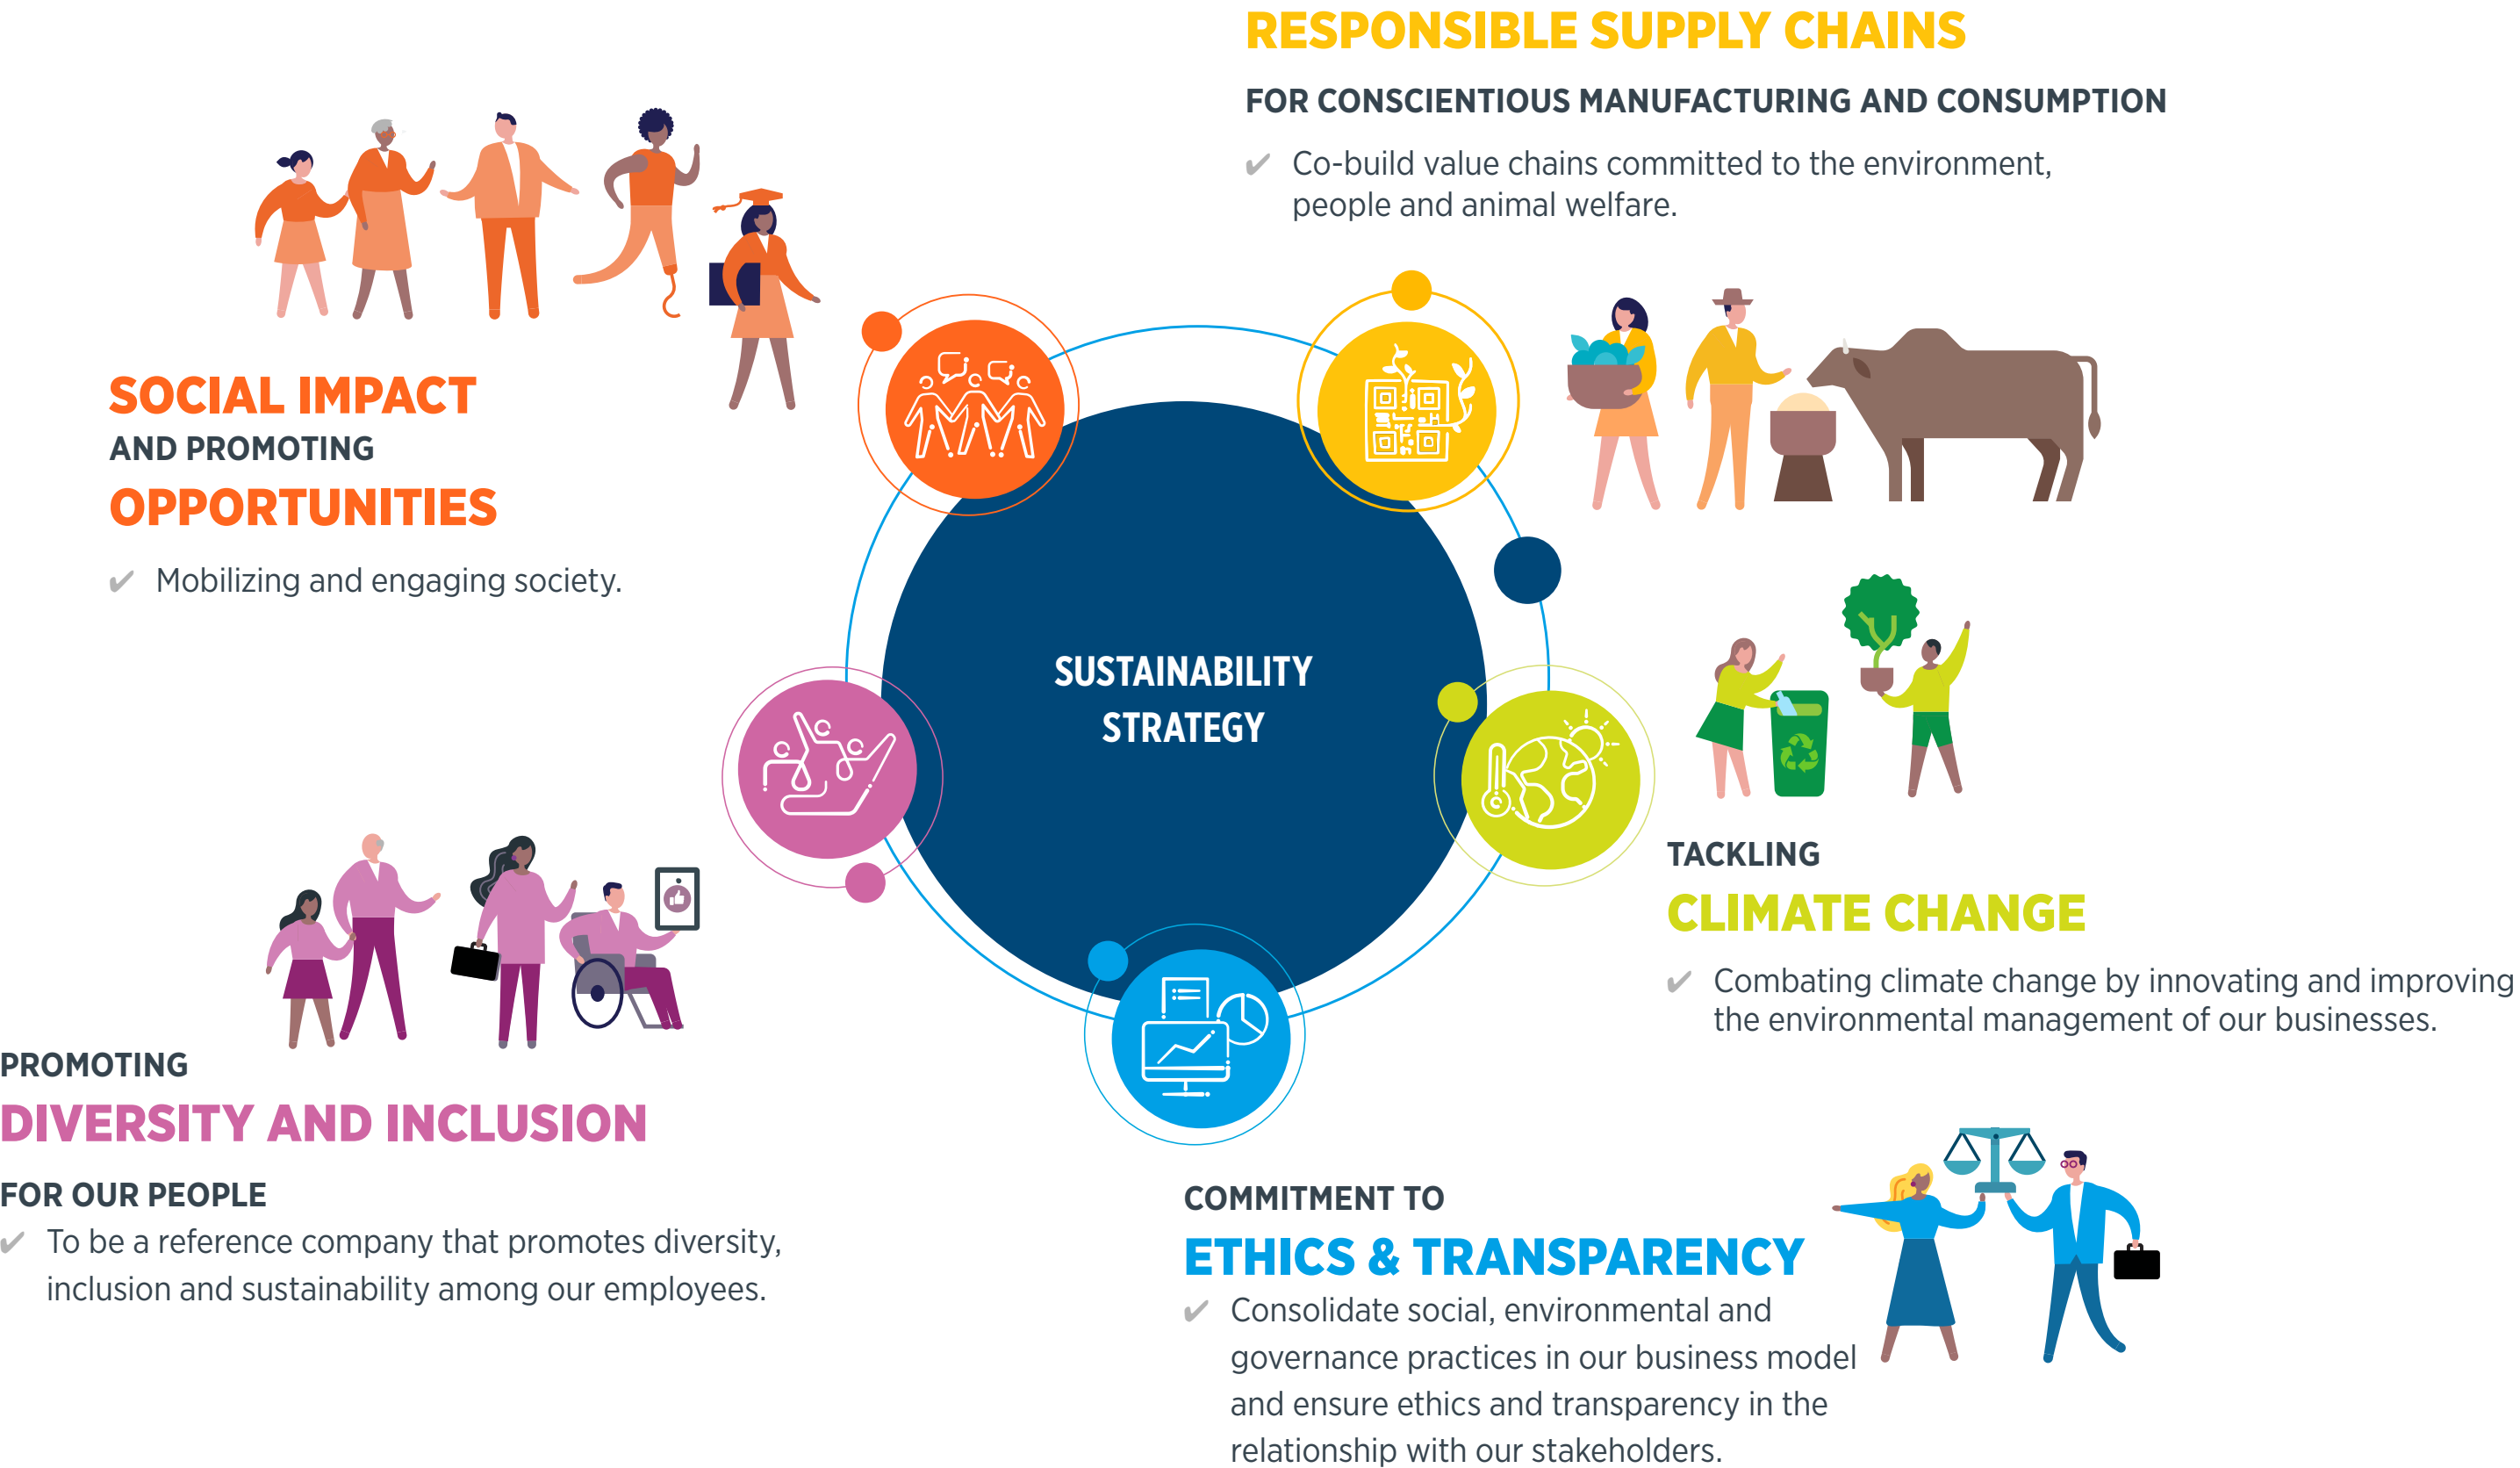 RESPONSIBLE SUPPLY CHAINS
FOR CONSCIENTIOUS MANUFACTURING AND CONSUMPTION
✔ Co-build value chains committed to the environment,
people and animal welfare.
SOCIAL IMPACT
AND PROMOTING
OPPORTUNITIES
✔ Mobilizing and engaging society.
SUSTAINABILITY
STRATEGY
TACKLING
CLIMATE CHANGE
✔ Combating climate change by innovating and improving
the environmental management of our businesses.
PROMOTING
DIVERSITY AND INCLUSION
FOR OUR PEOPLE
✔ To be a reference company that promotes diversity,
inclusion and sustainability among our employees.
COMMITMENT TO
ETHICS & TRANSPARENCY
✔ Consolidate social, environmental and
governance practices in our business model
and ensure ethics and transparency in the
relationship with our stakeholders.